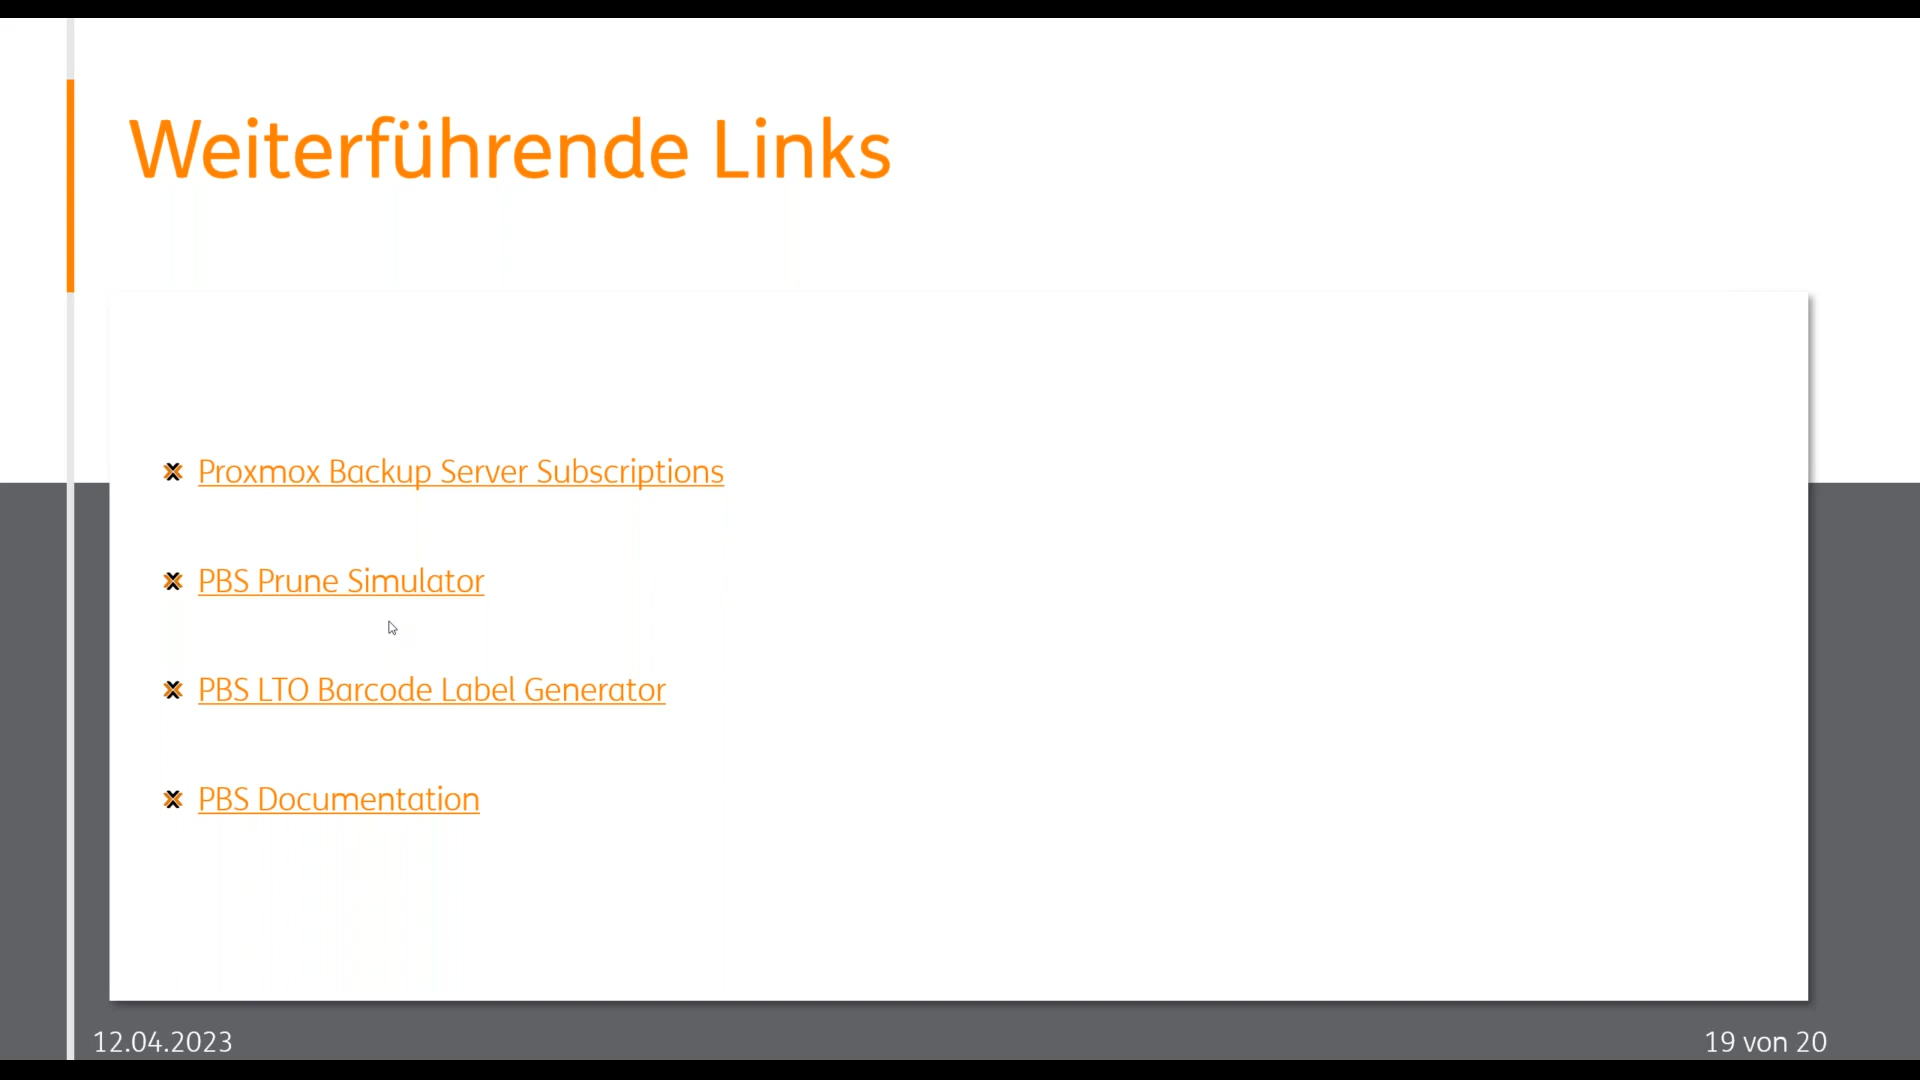 Weiterführende Links
Proxmox Backup Server Subscriptions
PBS Prune Simulator
PBS LTO Barcode Label Generator
PBS Documentation
12.04.2023
19 von 20